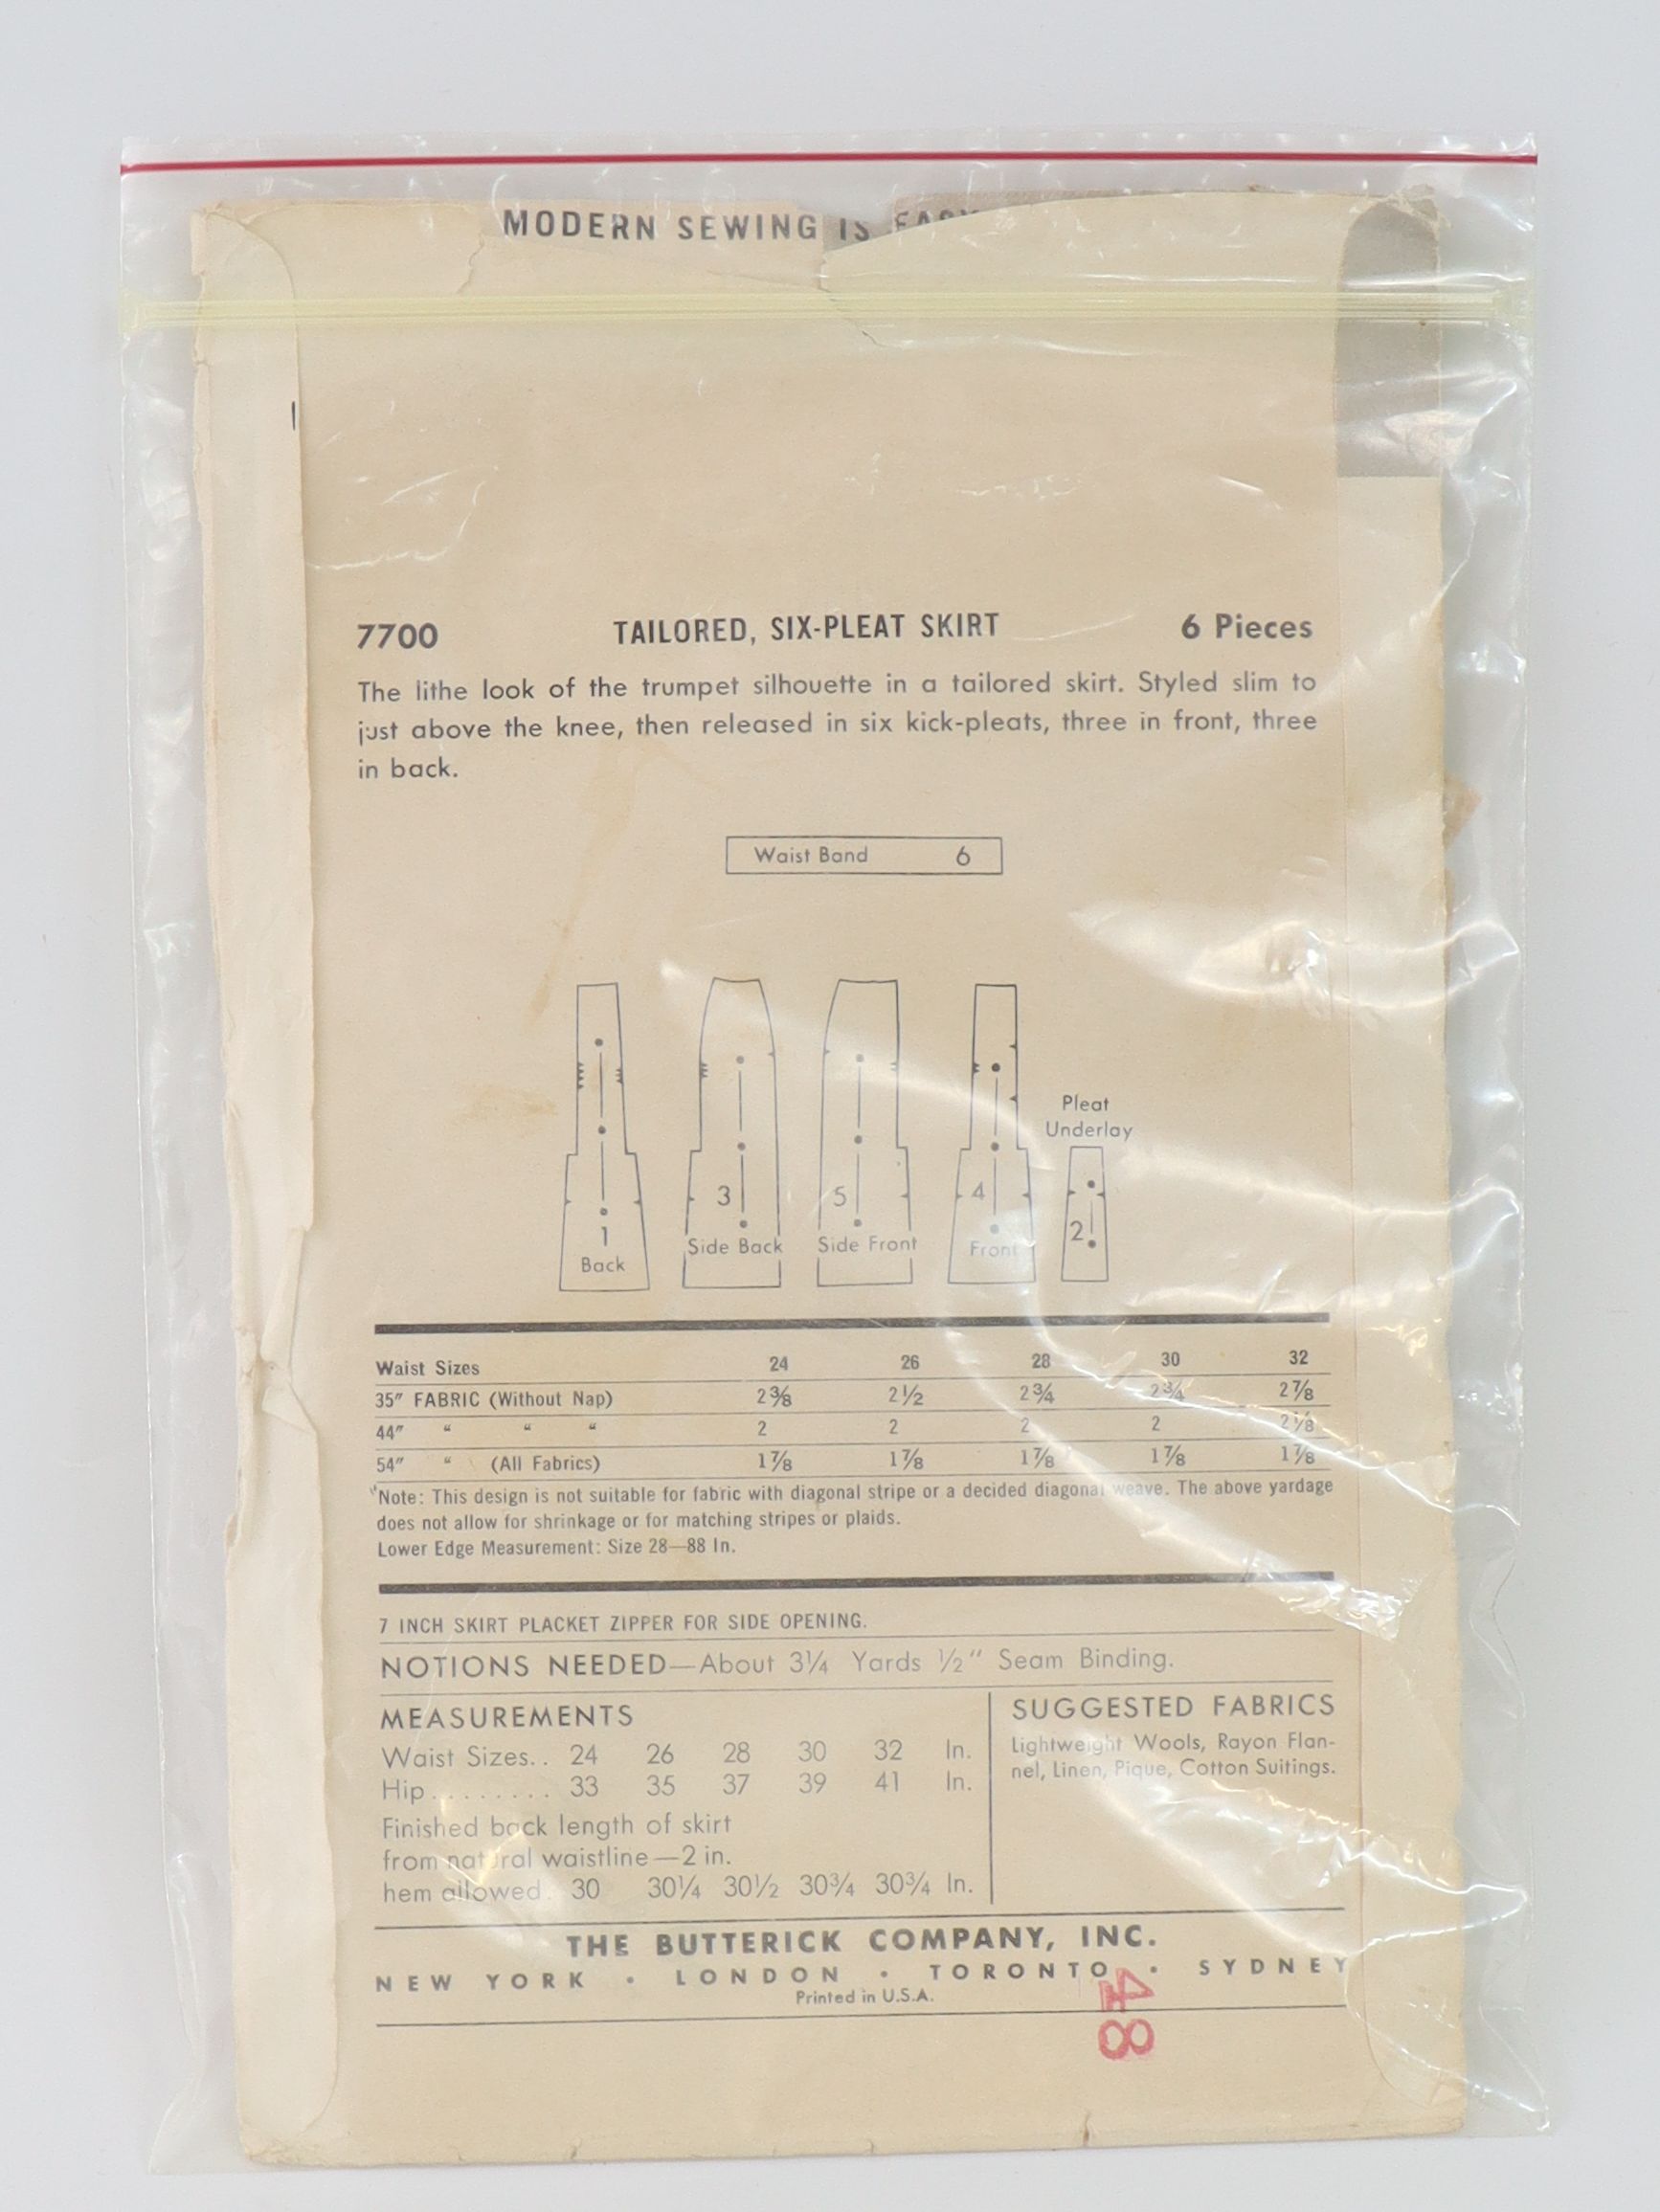 MODERN SEWING IS EASY
7700 TAILORED, SIX-PLEAT SKIRT 6 Pieces
The lithe look of the trumpet silhouette in a tailored skirt. Styled slim to
just above the knee, then released in six kick-pleats, three in front, three
in back.
Waist Band 6
Pleat
Underlay
3 5 4
2
1
Side Back Side Front Front
Back
Waist Sizes 24 26 28 30 32
35″ FABRIC (Without Nap) 2⅜ 2½ 2¾ 2¾ 2⅞
44″ “ “ “ 2 2 2 2 2⅛
54″ “ (All Fabrics) 1⅞ 1⅞ 1⅞ 1⅞ 1⅞
Note: This design is not suitable for fabric with diagonal stripe or a decided diagonal weave. The above yardage
does not allow for shrinkage or for matching stripes or plaids.
Lower Edge Measurement: Size 28—88 In.
7 INCH SKIRT PLACKET ZIPPER FOR SIDE OPENING.
NOTIONS NEEDED—About 3¼ Yards ½″ Seam Binding.
MEASUREMENTS
Waist Sizes.. 24 26 28 30 32 In.
Hip........ 33 35 37 39 41 In.
Finished back length of skirt
from natural waistline—2 in.
hem allowed. 30 30¼ 30½ 30¾ 30¾ In.
SUGGESTED FABRICS
Lightweight Wools, Rayon Flan-
nel, Linen, Pique, Cotton Suitings.
THE BUTTERICK COMPANY, INC.
NEW YORK • LONDON • TORONTO • SYDNEY
Printed in U.S.A.
48